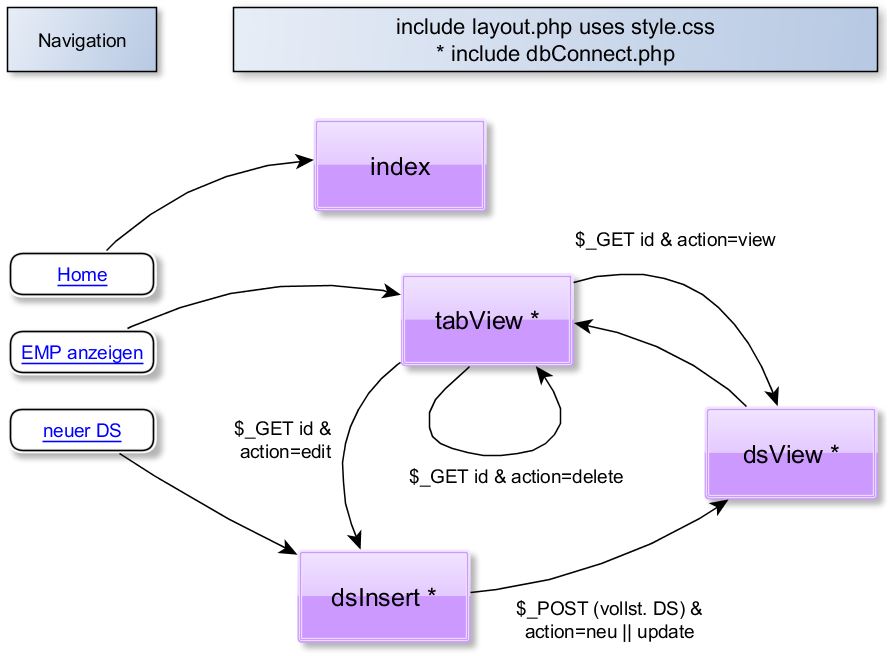 Navigation
include layout.php uses style.css
* include dbConnect.php
index
$_GET id & action=view
Home
tabView *
EMP anzeigen
neuer DS
$_GET id &
action=edit
dsView *
$_GET id & action=delete
dsInsert *
$_POST (vollst. DS) &
action=neu || update